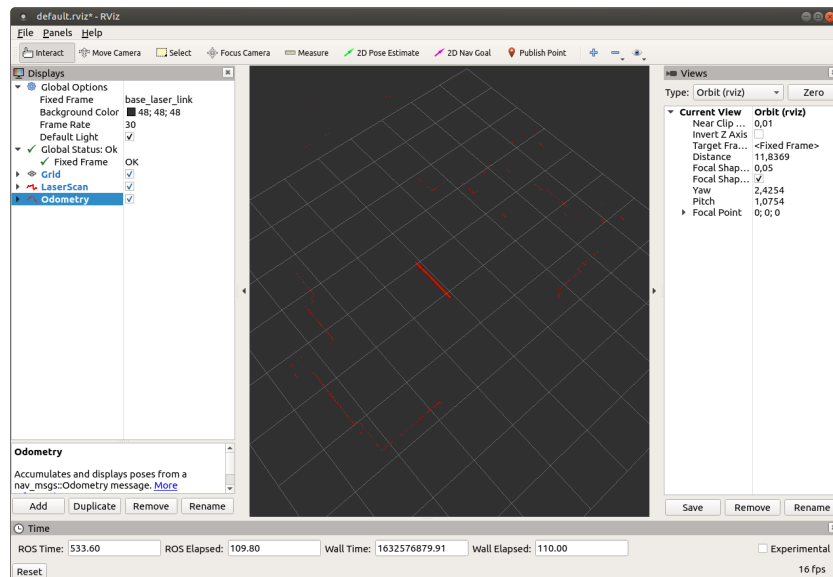 default.rviz* - RViz
File Panels Help
Interact Move Camera Select Focus Camera Measure 2D Pose Estimate 2D Nav Goal Publish Point
Displays
Global Options
Fixed Frame base_laser_link
Background Color 48; 48; 48
Frame Rate 30
Default Light
Global Status: Ok
Fixed Frame OK
Grid
LaserScan
Odometry
Odometry
Accumulates and displays poses from a
nav_msgs::Odometry message. More
Add Duplicate Remove Rename
Views
Type: Orbit (rviz) Zero
Current View Orbit (rviz)
Near Clip ... 0,01
Invert Z Axis
Target Fra... <Fixed Frame>
Distance 11,8369
Focal Shap... 0,05
Focal Shap...
Yaw 2,4254
Pitch 1,0754
Focal Point 0; 0; 0
Save Remove Rename
Time
ROS Time: 533.60 ROS Elapsed: 109.80 Wall Time: 1632576879.91 Wall Elapsed: 110.00 Experimental
Reset 16 fps